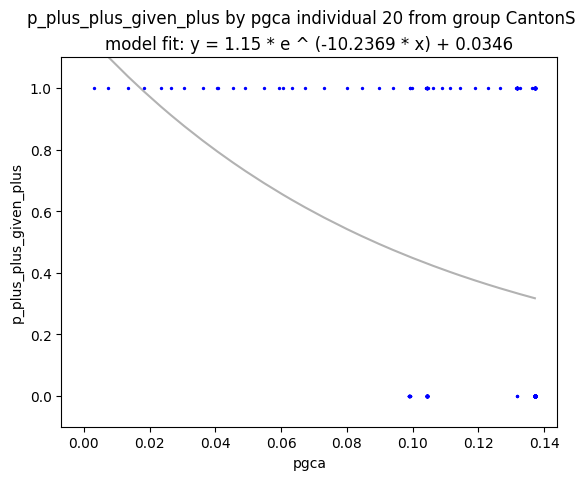 p_plus_plus_given_plus by pgca individual 20 from group CantonS
model fit: y = 1.15 * e ^ (-10.2369 * x) + 0.0346
p_plus_plus_given_plus
1.0
0.8
0.6
0.4
0.2
0.0
0.00 0.02 0.04 0.06 0.08 0.10 0.12 0.14
pgca